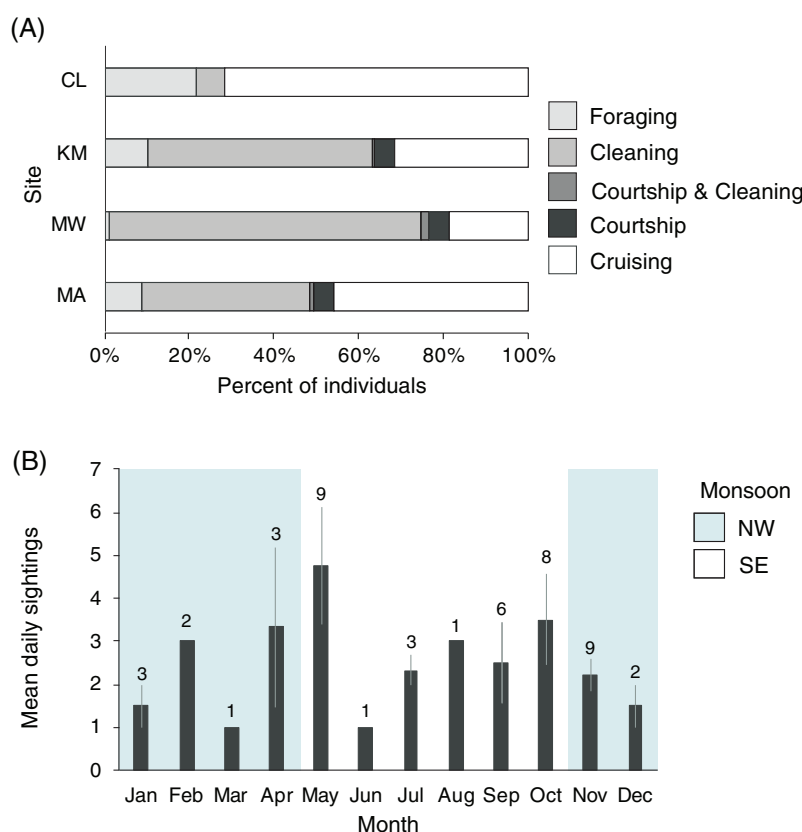 (A)
CL
KM
MW
MA
Site
0% 20% 40% 60% 80% 100%
Percent of individuals
Foraging
Cleaning
Courtship & Cleaning
Courtship
Cruising
(B)
7
6
5
4
3
2
1
0
Mean daily sightings
3 2 1 3 9 1 3 1 6 8 9 2
Jan Feb Mar Apr May Jun Jul Aug Sep Oct Nov Dec
Month
Monsoon
NW
SE